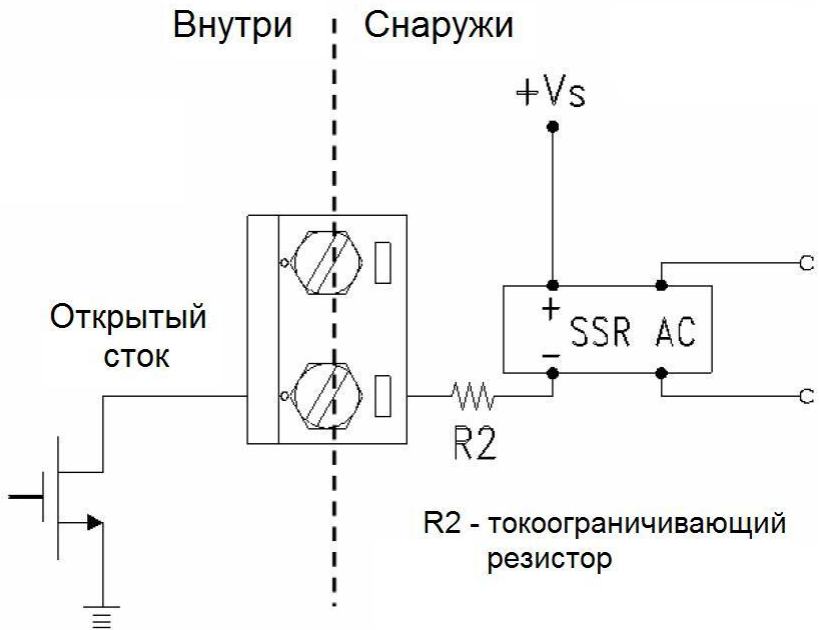 Внутри Снаружи
+Vs
Открытый
сток
+ SSR AC
−
R2
R2 - токоограничивающий
резистор